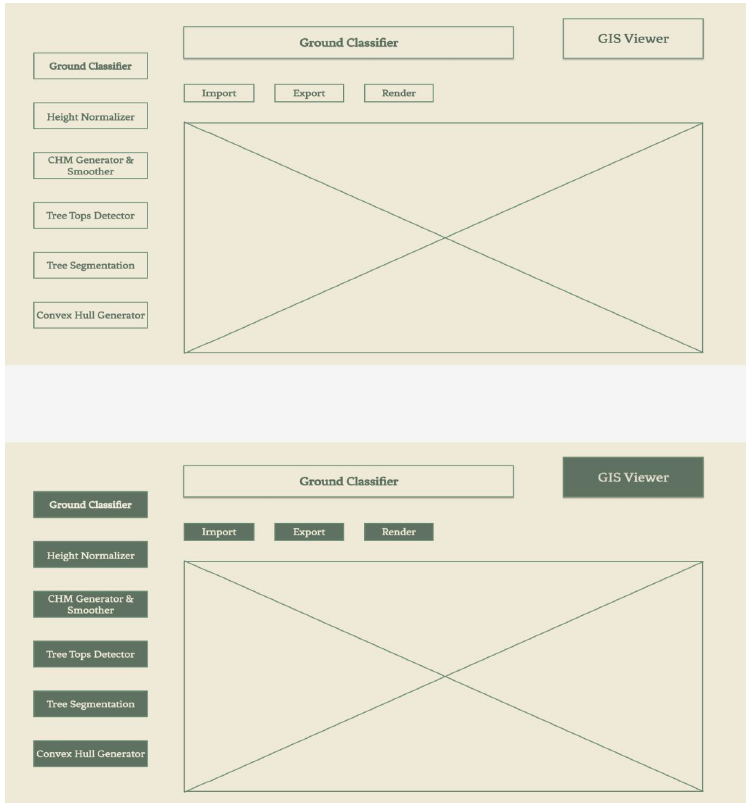 Ground Classifier
GIS Viewer
Ground Classifier
Import
Export
Render
Height Normalizer
CHM Generator &
Smoother
Tree Tops Detector
Tree Segmentation
Convex Hull Generator
Ground Classifier
GIS Viewer
Ground Classifier
Import
Export
Render
Height Normalizer
CHM Generator &
Smoother
Tree Tops Detector
Tree Segmentation
Convex Hull Generator